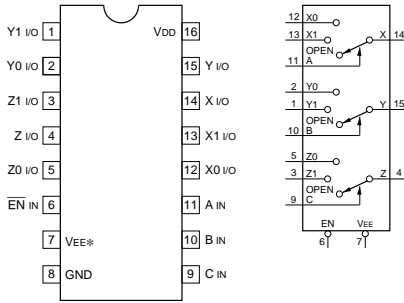 Y1 I/O 1
Y0 I/O 2
Z1 I/O 3
Z I/O 4
Z0 I/O 5
EN IN 6
7 VEE*
8 GND
VDD 16
15 Y I/O
14 X I/O
13 X1 I/O
12 X0 I/O
11 A IN
10 B IN
9 C IN
12 X0
13 X1 X 14
OPEN
11 A
2 Y0
1 Y1 Y 15
OPEN
10 B
5 Z0
3 Z1 Z 4
OPEN
9 C
EN VEE
6 7